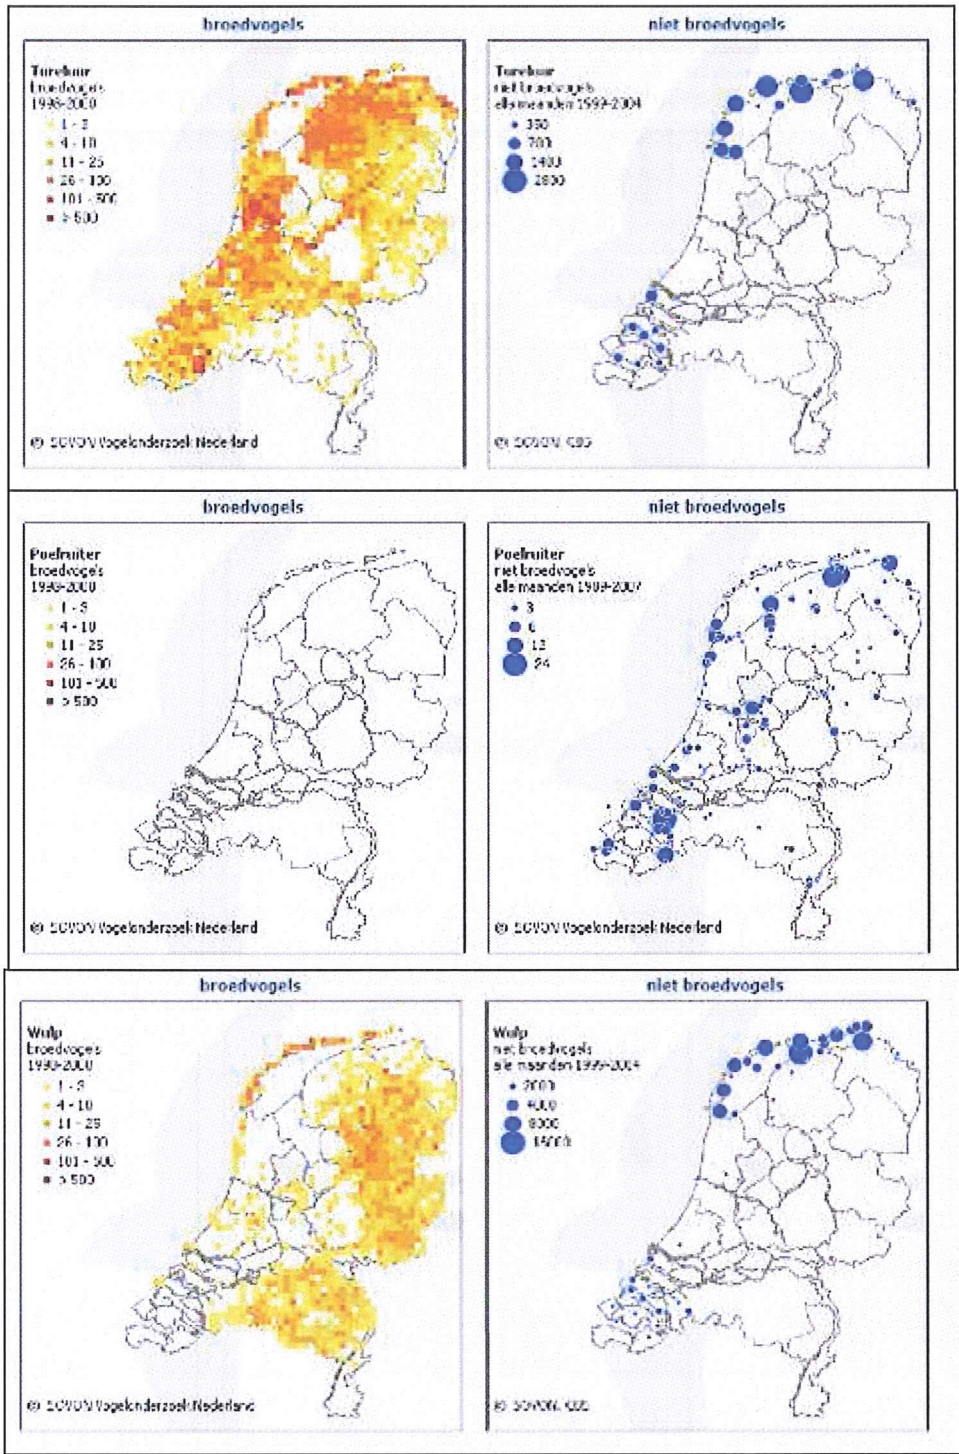 broedvogels
niet broedvogels
Tureluur
broedvogels
1998-2000
1 - 3
4 - 10
11 - 25
26 - 100
101 - 500
> 500
© SOVON Vogelonderzoek Nederland
Tureluur
niet broedvogels
alle maanden 1999-2004
350
700
1400
2800
© SOVON, CBS
broedvogels
niet broedvogels
Poelruiter
broedvogels
1998-2000
1 - 3
4 - 10
11 - 25
26 - 100
101 - 500
> 500
© SOVON Vogelonderzoek Nederland
Poelruiter
niet broedvogels
alle maanden 1989-2007
3
6
12
24
© SOVON Vogelonderzoek Nederland
broedvogels
niet broedvogels
Wulp
broedvogels
1998-2000
1 - 3
4 - 10
11 - 25
26 - 100
101 - 500
> 500
© SOVON Vogelonderzoek Nederland
Wulp
niet broedvogels
alle maanden 1999-2004
2000
4000
8000
16000
© SOVON, CBS